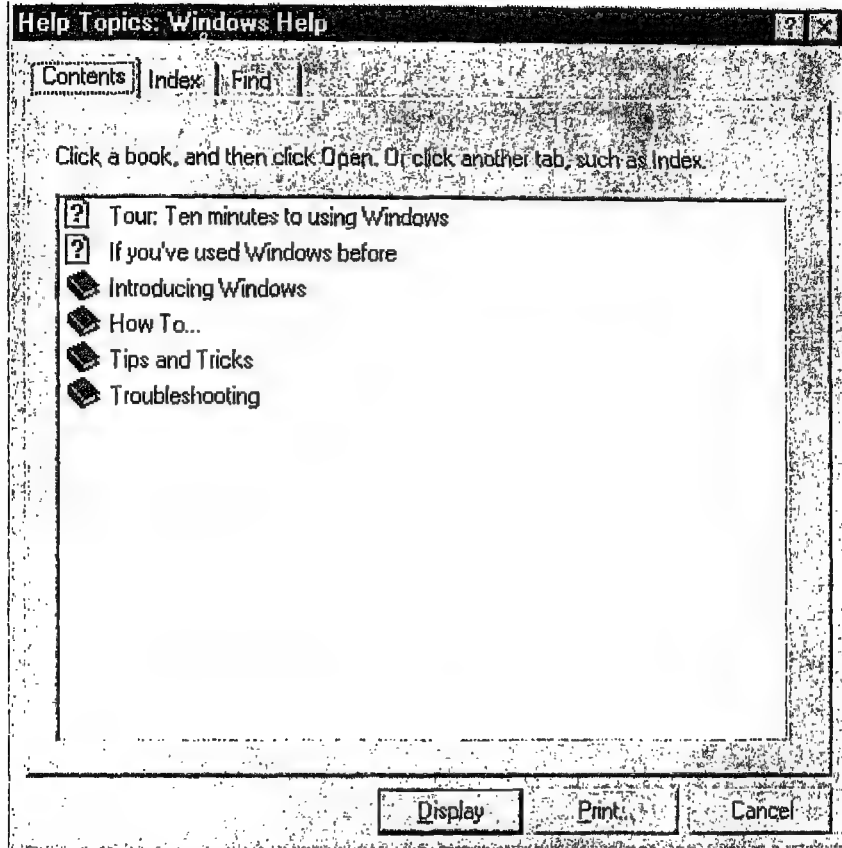 Help Topics: Windows Help
Contents Index Find
Click a book, and then click Open. Or click another tab, such as Index.
Tour: Ten minutes to using Windows
If you've used Windows before
Introducing Windows
How To...
Tips and Tricks
Troubleshooting
Display Print... Cancel